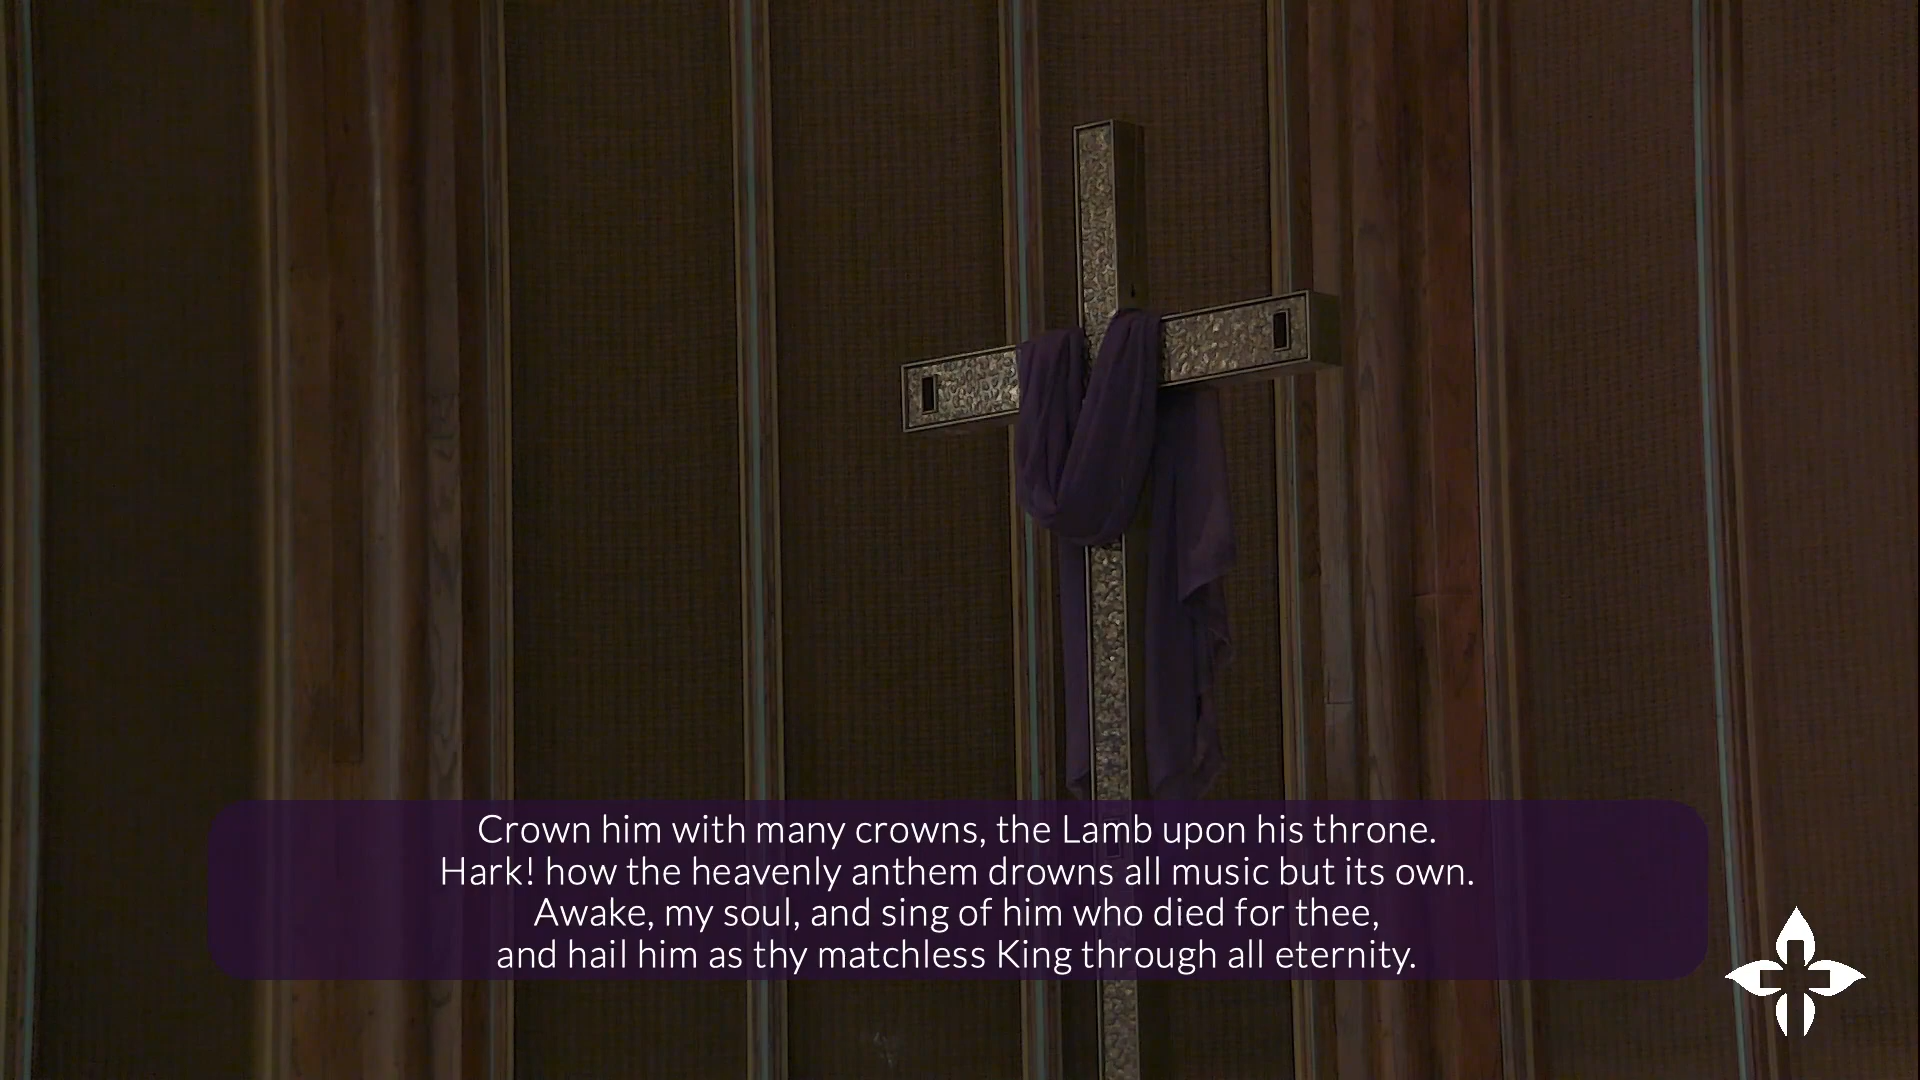 Crown him with many crowns, the Lamb upon his throne.
Hark! how the heavenly anthem drowns all music but its own.
Awake, my soul, and sing of him who died for thee,
and hail him as thy matchless King through all eternity.